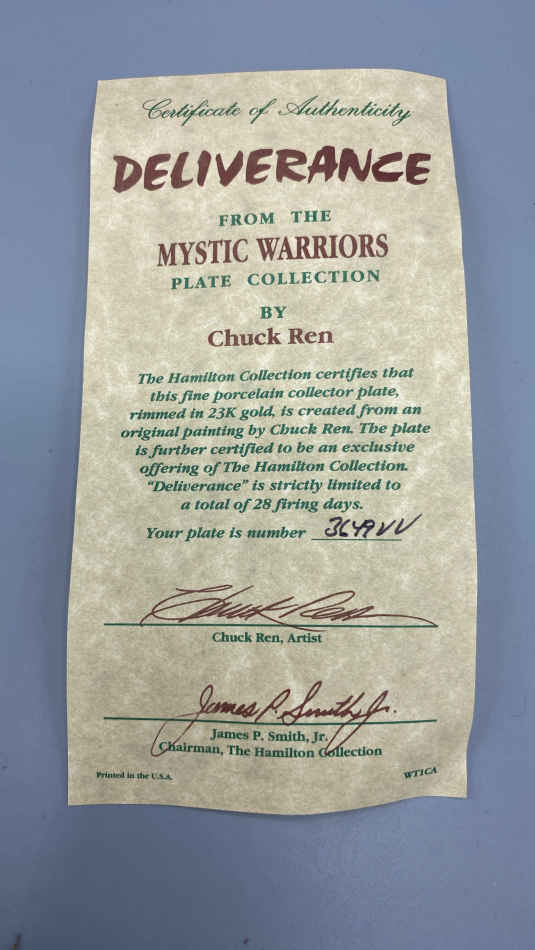 Certificate of Authenticity
DELIVERANCE
FROM THE
MYSTIC WARRIORS
PLATE COLLECTION
BY
Chuck Ren
The Hamilton Collection certifies that
this fine porcelain collector plate,
rimmed in 23K gold, is created from an
original painting by Chuck Ren. The plate
is further certified to be an exclusive
offering of The Hamilton Collection.
"Deliverance" is strictly limited to
a total of 28 firing days.
Your plate is number 3649VV
Chuck Ren
Chuck Ren, Artist
James P. Smith, Jr.
James P. Smith, Jr.
Chairman, The Hamilton Collection
Printed in the U.S.A. WT1CA